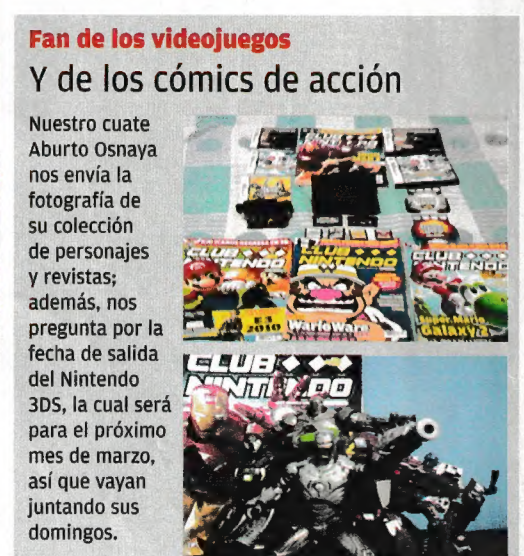 Fan de los videojuegos
Y de los cómics de acción
Nuestro cuate
Aburto Osnaya
nos envía la
fotografía de
su colección
de personajes
y revistas;
además, nos
pregunta por la
fecha de salida
del Nintendo
3DS, la cual será
para el próximo
mes de marzo,
así que vayan
juntando sus
domingos.
CLUB
NINTENDO
E3
2010
CLUB
NINTENDO
WarioWare
CLUB
NINTENDO
Super Mario
Galaxy 2
CLUB
NINTENDO